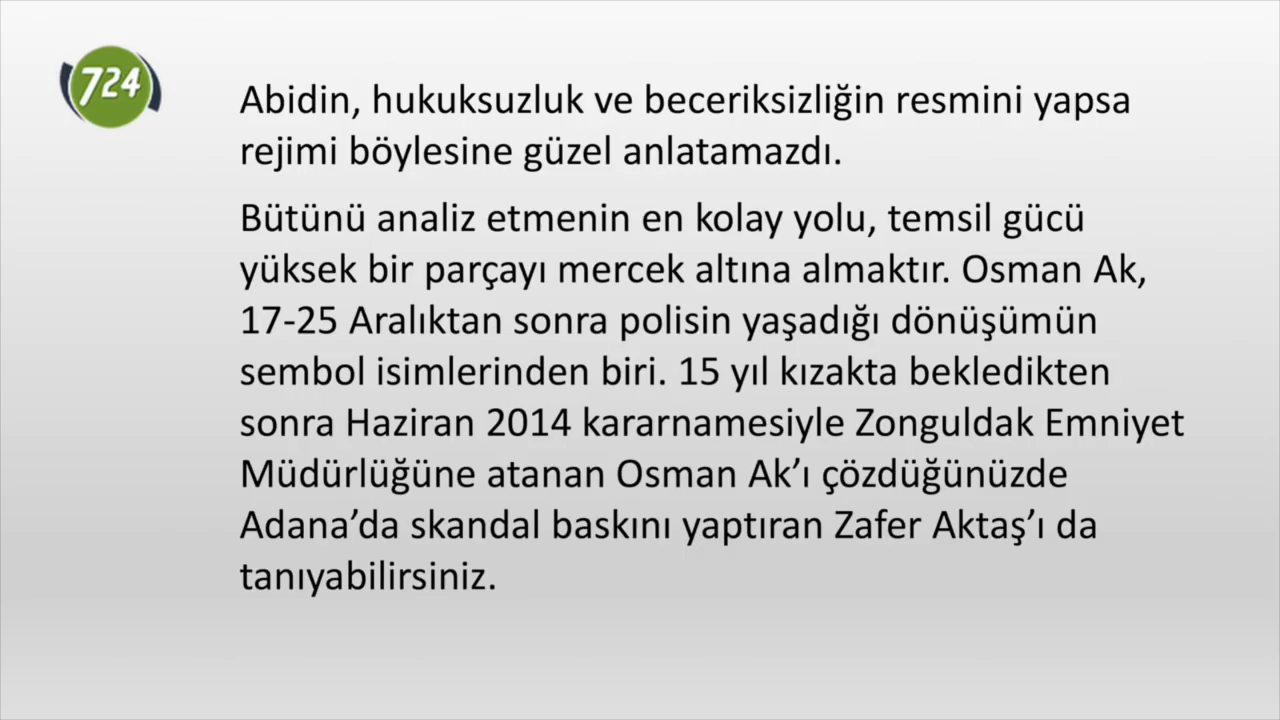 724
Abidin, hukuksuzluk ve beceriksizliğin resmini yapsa
rejimi böylesine güzel anlatamazdı.
Bütünü analiz etmenin en kolay yolu, temsil gücü
yüksek bir parçayı mercek altına almaktır. Osman Ak,
17-25 Aralıktan sonra polisin yaşadığı dönüşümün
sembol isimlerinden biri. 15 yıl kızakta bekledikten
sonra Haziran 2014 kararnamesiyle Zonguldak Emniyet
Müdürlüğüne atanan Osman Ak’ı çözdüğünüzde
Adana’da skandal baskını yaptıran Zafer Aktaş’ı da
tanıyabilirsiniz.